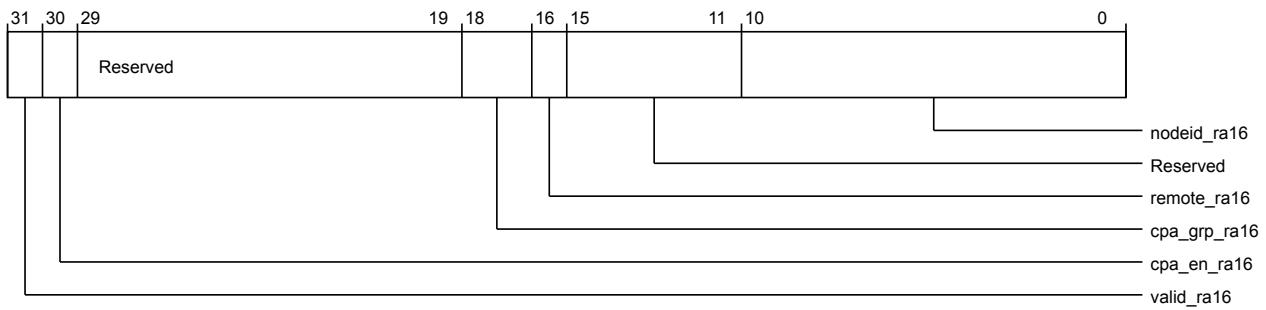 31 30 29 19 18 16 15 11 10 0
Reserved
nodeid_ra16
Reserved
remote_ra16
cpa_grp_ra16
cpa_en_ra16
valid_ra16